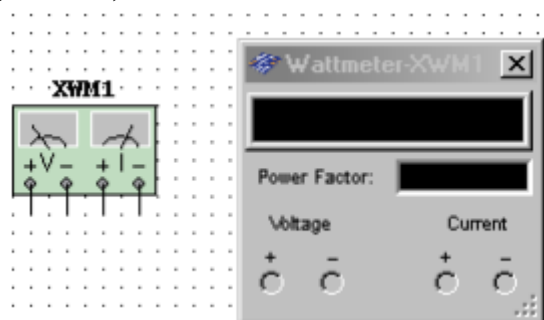 XWM1
+ V - + I -
Wattmeter-XWM1
Power Factor:
Voltage Current
+ - + -